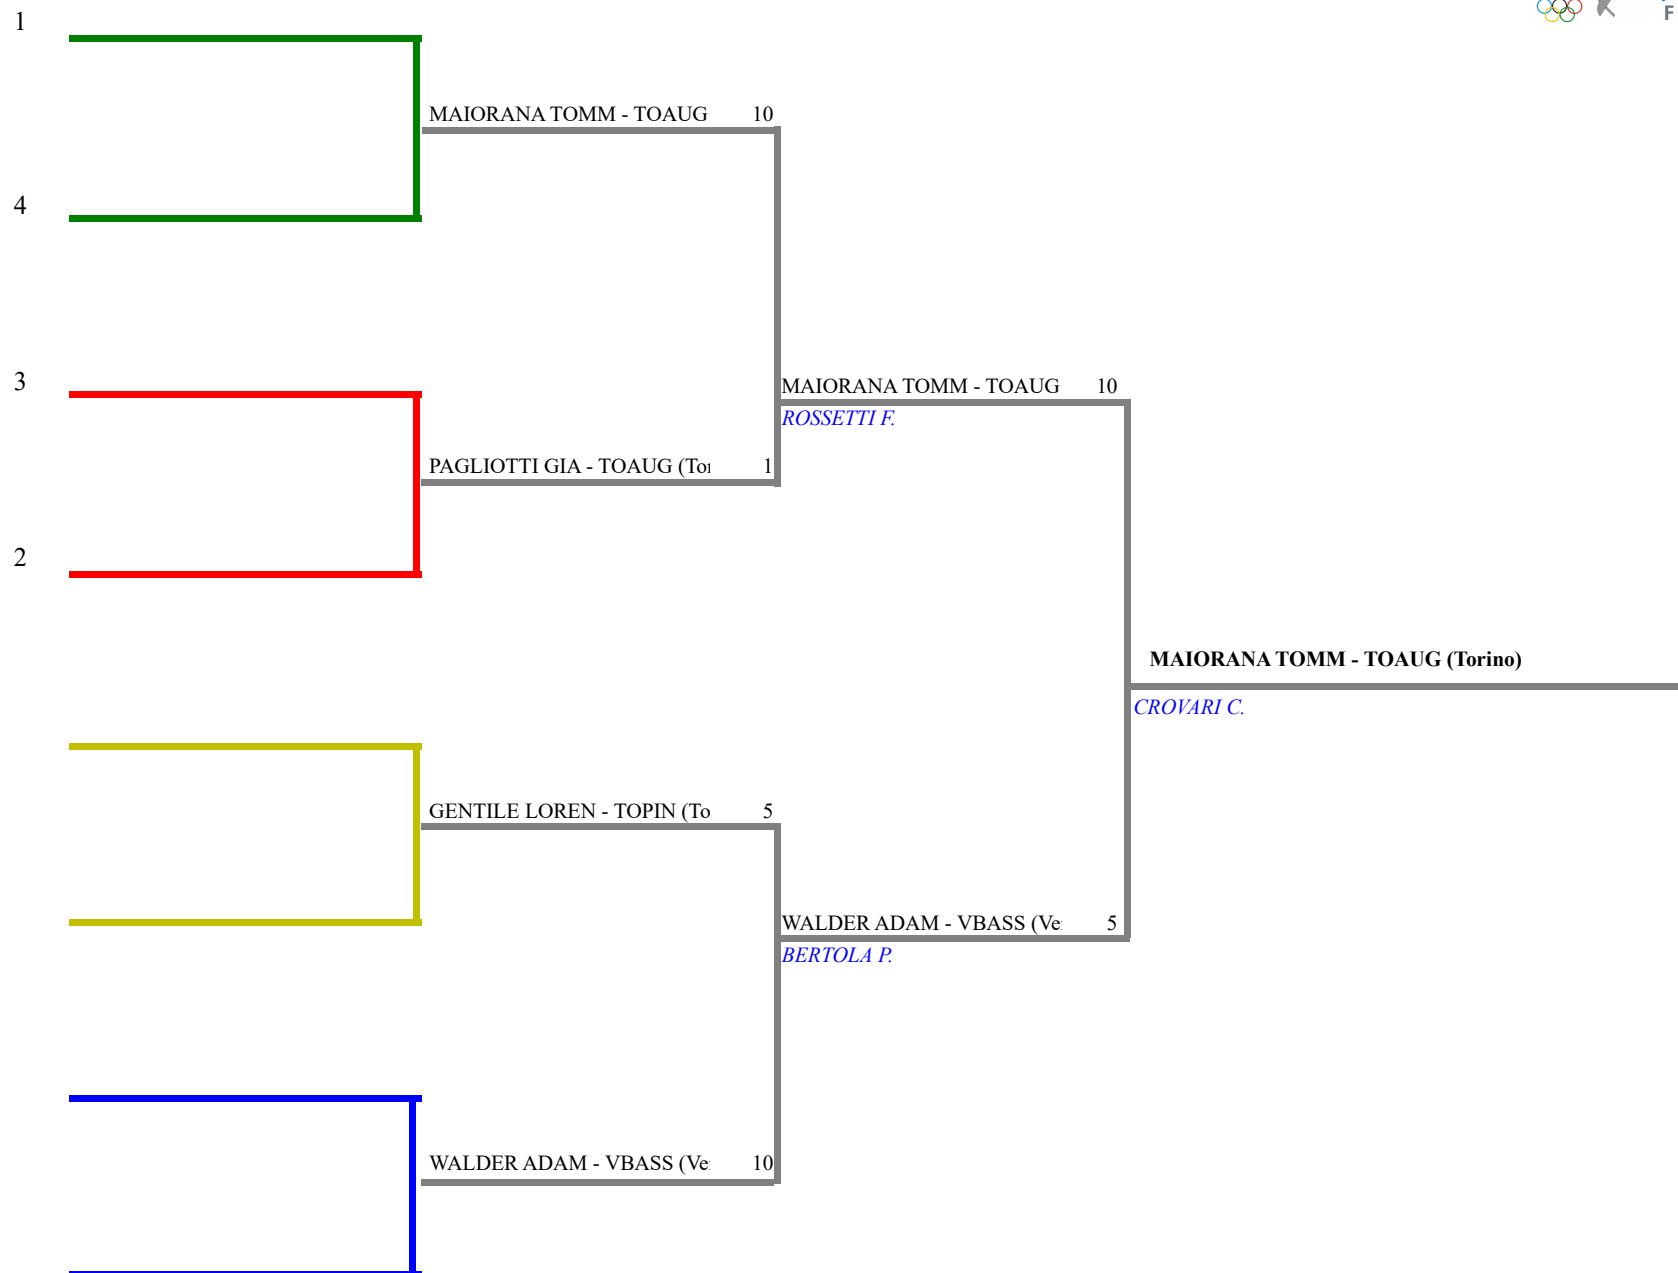 1
F
MAIORANA TOMM - TOAUG 10
4
3
MAIORANA TOMM - TOAUG 10
ROSSETTI F.
PAGLIOTTI GIA - TOAUG (Tor 1
2
MAIORANA TOMM - TOAUG (Torino)
CROVARI C.
GENTILE LOREN - TOPIN (To 5
WALDER ADAM - VBASS (Ve 5
BERTOLA P.
WALDER ADAM - VBASS (Ve 10